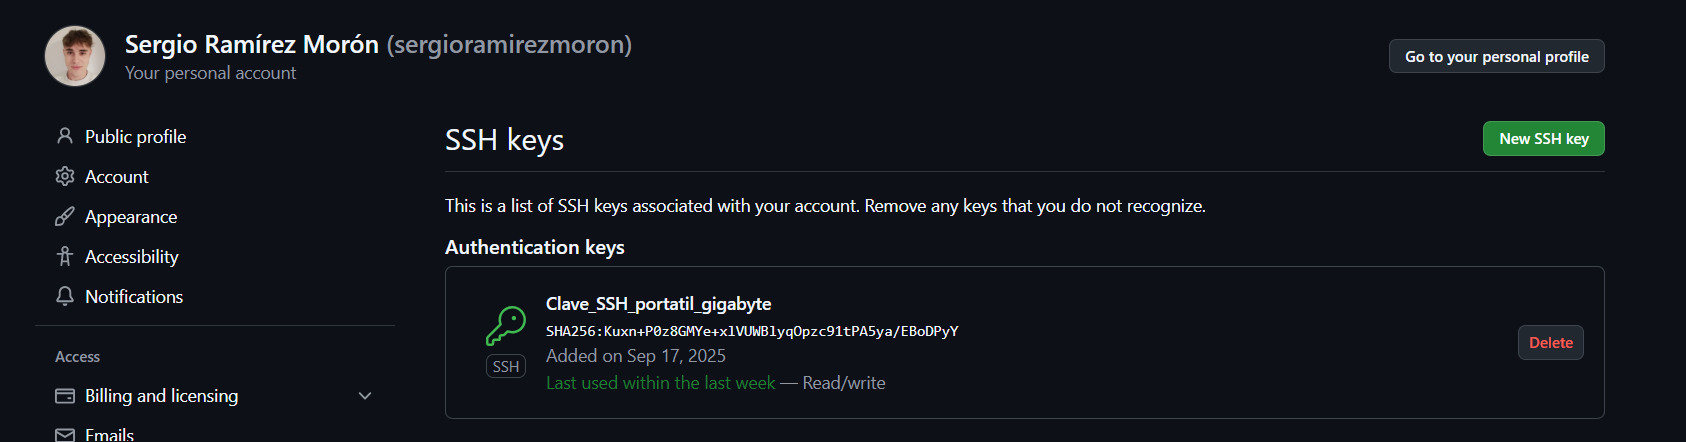 Sergio Ramírez Morón (sergioramirezmoron)
Your personal account
Go to your personal profile
Public profile
Account
Appearance
Accessibility
Notifications
Access
Billing and licensing
Emails
SSH keys
New SSH key
This is a list of SSH keys associated with your account. Remove any keys that you do not recognize.
Authentication keys
Clave_SSH_portatil_gigabyte
SHA256:Kuxn+P0z8GMYe+xlVUWBlyqOpzc91tPA5ya/EBoDPyY
Added on Sep 17, 2025
Last used within the last week — Read/write
SSH
Delete